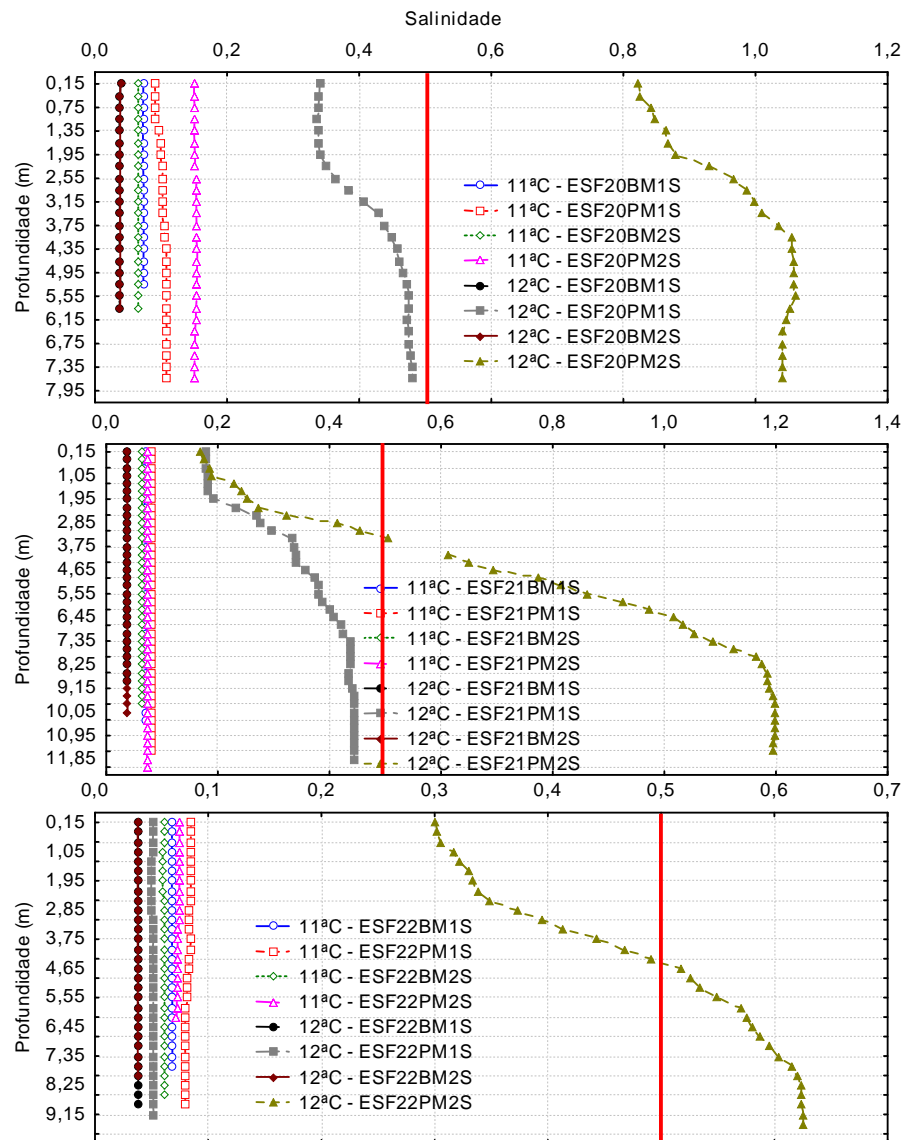 Salinidade
0,0 0,2 0,4 0,6 0,8 1,0 1,2
Profundidade (m)
0,15
0,75
1,35
1,95
2,55
3,15
3,75
4,35
4,95
5,55
6,15
6,75
7,35
7,95
11ªC - ESF20BM1S
11ªC - ESF20PM1S
11ªC - ESF20BM2S
11ªC - ESF20PM2S
12ªC - ESF20BM1S
12ªC - ESF20PM1S
12ªC - ESF20BM2S
12ªC - ESF20PM2S
0,0 0,2 0,4 0,6 0,8 1,0 1,2 1,4
Profundidade (m)
0,15
1,05
1,95
2,85
3,75
4,65
5,55
6,45
7,35
8,25
9,15
10,05
10,95
11,85
11ªC - ESF21BM1S
11ªC - ESF21PM1S
11ªC - ESF21BM2S
11ªC - ESF21PM2S
12ªC - ESF21BM1S
12ªC - ESF21PM1S
12ªC - ESF21BM2S
12ªC - ESF21PM2S
0,0 0,1 0,2 0,3 0,4 0,5 0,6 0,7
Profundidade (m)
0,15
1,05
1,95
2,85
3,75
4,65
5,55
6,45
7,35
8,25
9,15
11ªC - ESF22BM1S
11ªC - ESF22PM1S
11ªC - ESF22BM2S
11ªC - ESF22PM2S
12ªC - ESF22BM1S
12ªC - ESF22PM1S
12ªC - ESF22BM2S
12ªC - ESF22PM2S